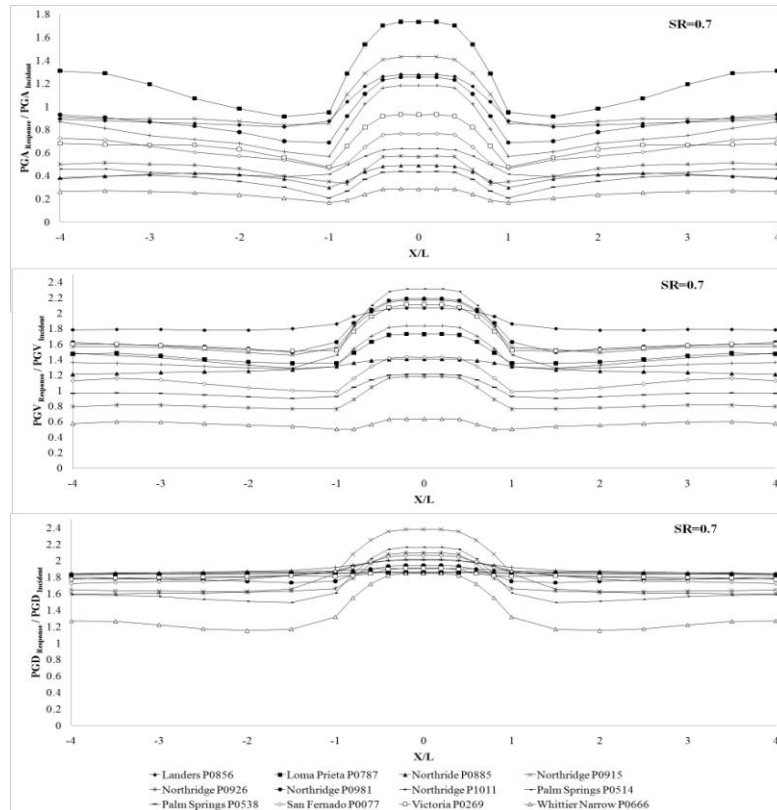 SR=0.7
PGA Response / PGA Incident
1.8
1.6
1.4
1.2
1
0.8
0.6
0.4
0.2
0
-4 -3 -2 -1 0 1 2 3 4
X/L
SR=0.7
PGV Response / PGV Incident
2.4
2.2
2
1.8
1.6
1.4
1.2
1
0.8
0.6
0.4
0.2
0
-4 -3 -2 -1 0 1 2 3 4
X/L
SR=0.7
PGD Response / PGD Incident
2.4
2.2
2
1.8
1.6
1.4
1.2
1
0.8
0.6
0.4
0.2
0
-4 -3 -2 -1 0 1 2 3 4
X/L
Landers P0856 Loma Prieta P0787 Northride P0885 Northridge P0915
Northridge P0926 Northridge P0981 Northridge P1011 Palm Springs P0514
Palm Springs P0538 San Fernado P0077 Victoria P0269 Whittier Narrow P0666